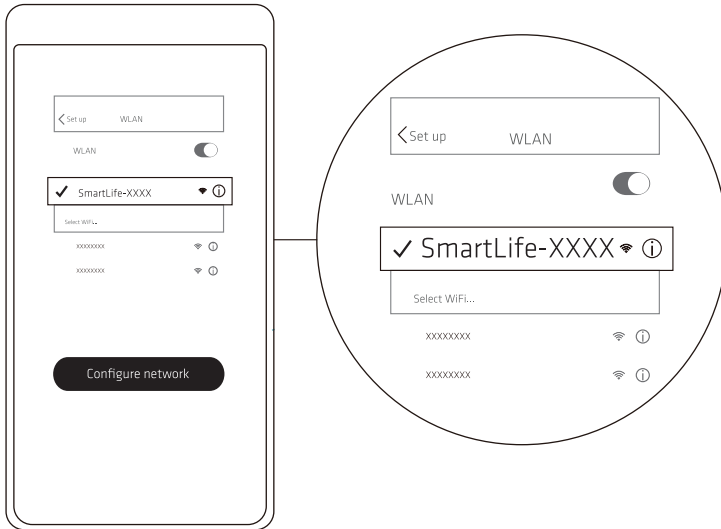 Set up WLAN
WLAN
SmartLife-XXXX
Select WiFi...
xxxxxxxx
xxxxxxxx
Configure network
Set up WLAN
WLAN
SmartLife-XXXX
Select WiFi...
xxxxxxxx
xxxxxxxx